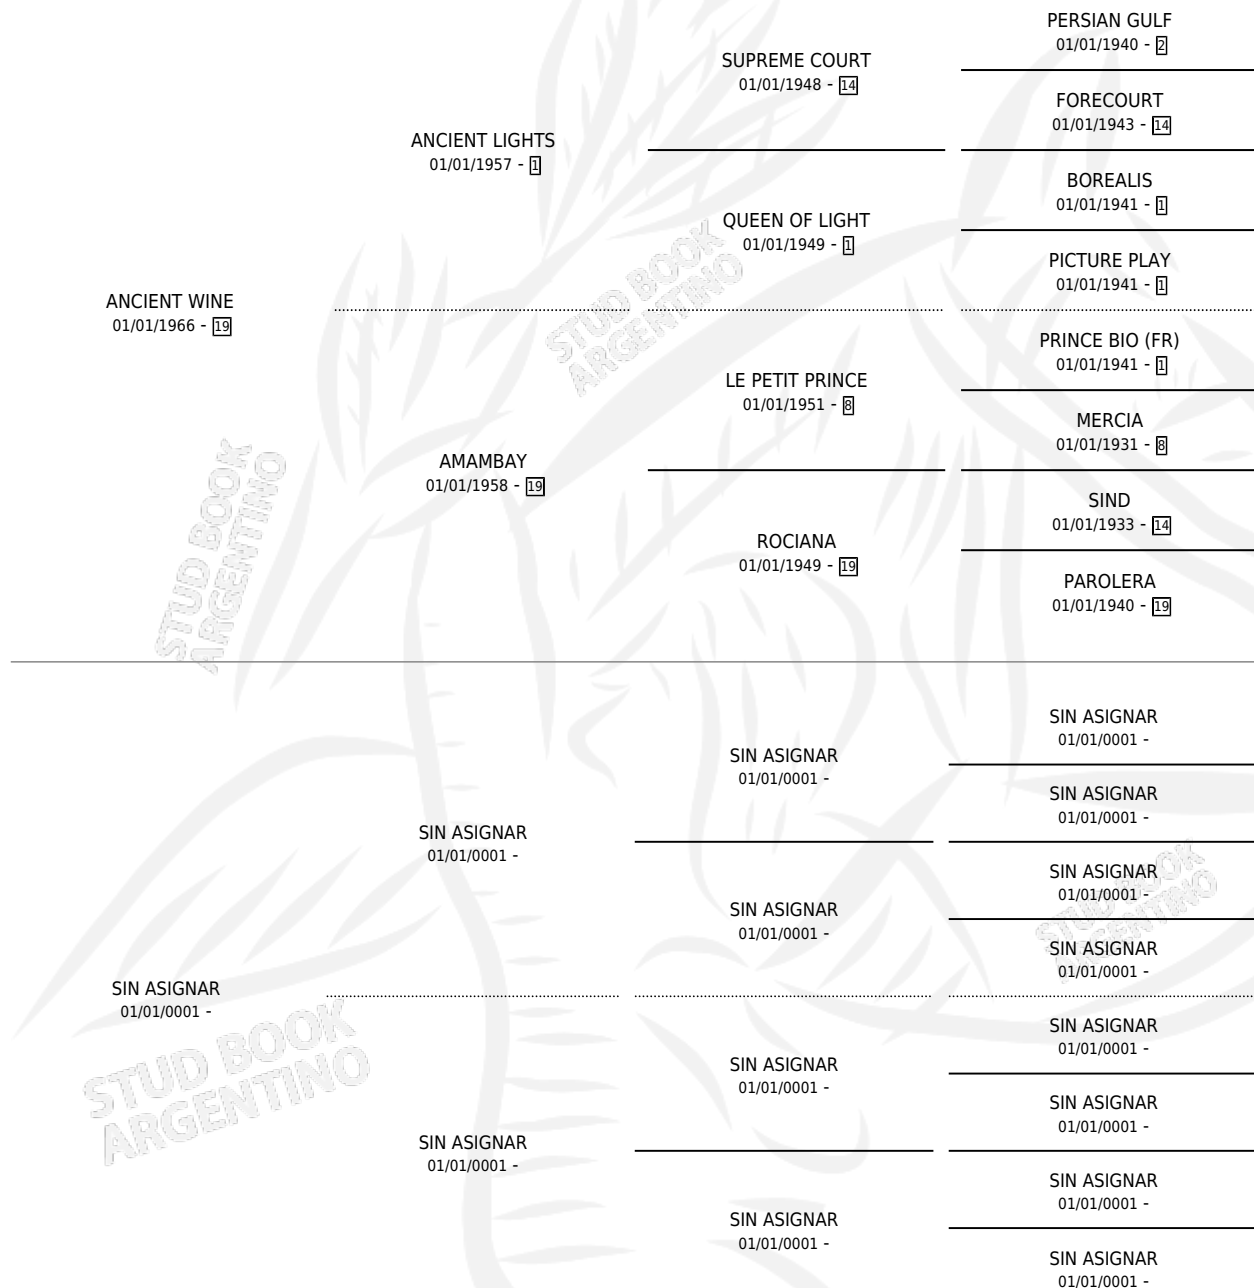 PERSIAN GULF
01/01/1940 - 2
SUPREME COURT
01/01/1948 - 14
FORECOURT
01/01/1943 - 14
ANCIENT LIGHTS
01/01/1957 - 1
BOREALIS
01/01/1941 - 1
QUEEN OF LIGHT
01/01/1949 - 1
PICTURE PLAY
01/01/1941 - 1
ANCIENT WINE
01/01/1966 - 19
PRINCE BIO (FR)
01/01/1941 - 1
LE PETIT PRINCE
01/01/1951 - 8
MERCIA
01/01/1931 - 8
AMAMBAY
01/01/1958 - 19
SIND
01/01/1933 - 14
ROCIANA
01/01/1949 - 19
PAROLERA
01/01/1940 - 19
STUD BOOK
ARGENTINO
STUD BOOK
ARGENTINO
SIN ASIGNAR
01/01/0001 -
SIN ASIGNAR
01/01/0001 -
SIN ASIGNAR
01/01/0001 -
SIN ASIGNAR
01/01/0001 -
SIN ASIGNAR
01/01/0001 -
SIN ASIGNAR
01/01/0001 -
SIN ASIGNAR
01/01/0001 -
SIN ASIGNAR
01/01/0001 -
SIN ASIGNAR
01/01/0001 -
SIN ASIGNAR
01/01/0001 -
SIN ASIGNAR
01/01/0001 -
SIN ASIGNAR
01/01/0001 -
SIN ASIGNAR
01/01/0001 -
SIN ASIGNAR
01/01/0001 -
SIN ASIGNAR
01/01/0001 -
STUD BOOK
ARGENTINO
STUD BOOK
ARGENTINO